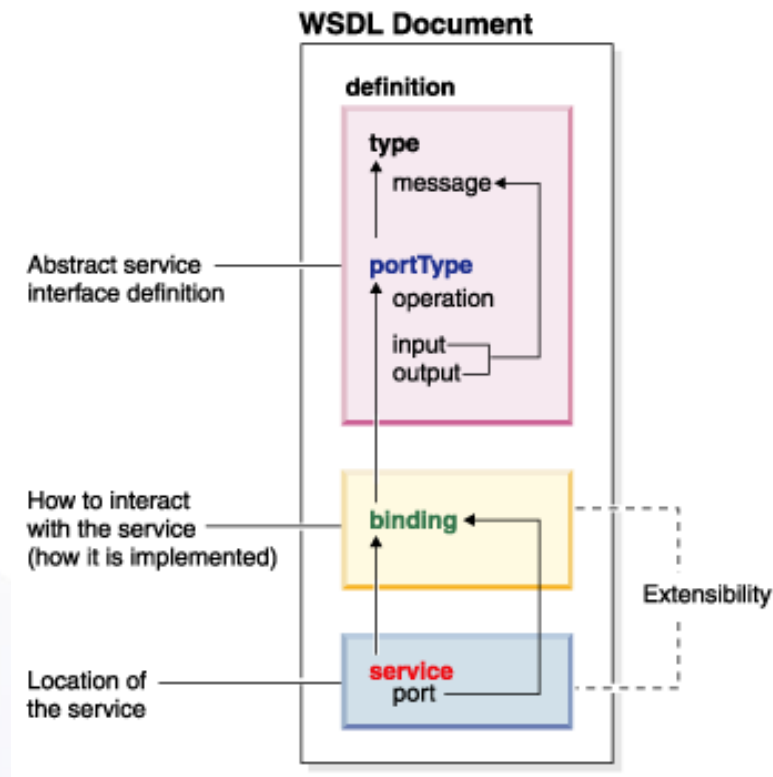 WSDL Document
definition
type
message
Abstract service
interface definition
portType
operation
input
output
How to interact
with the service
(how it is implemented)
binding
Extensibility
Location of
the service
service
port